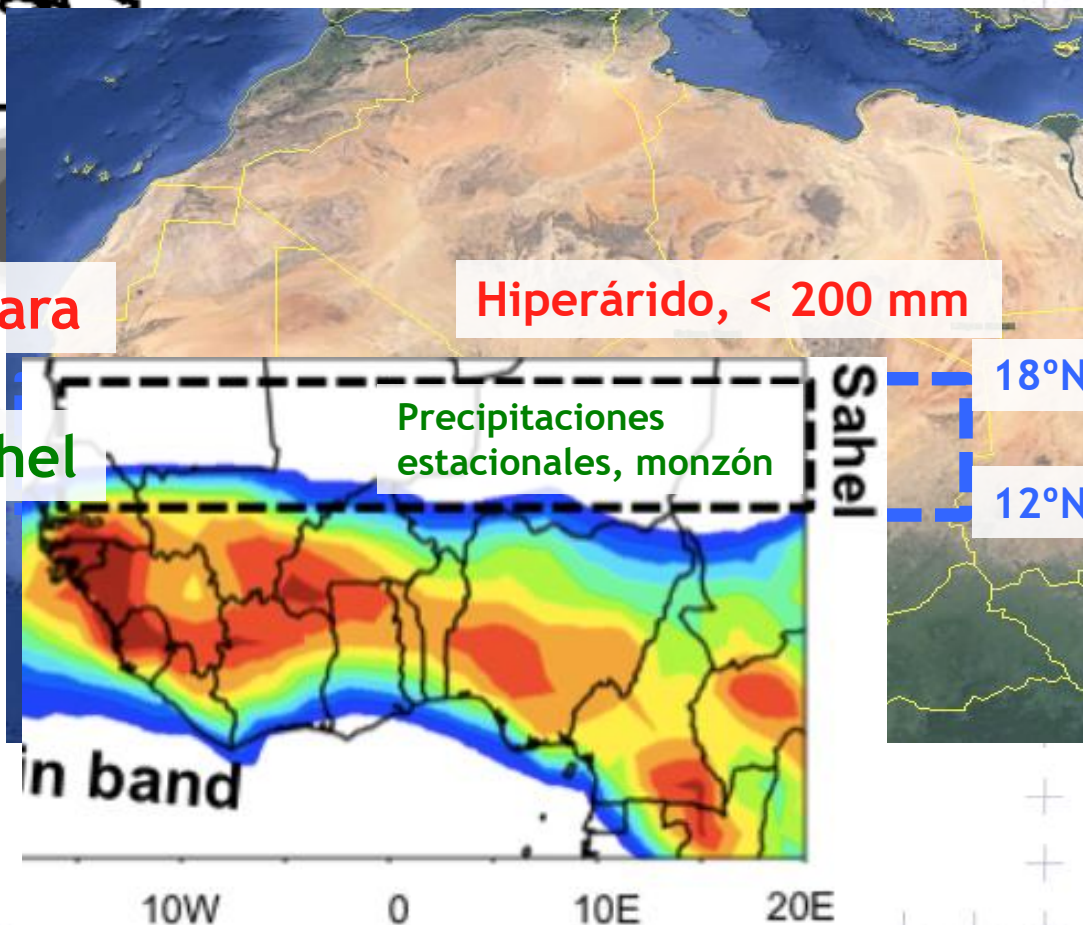 ara
Hiperárido, < 200 mm
18ºN
Sahel
Precipitaciones
estacionales, monzón
hel
12ºN
in band
10W 0 10E 20E